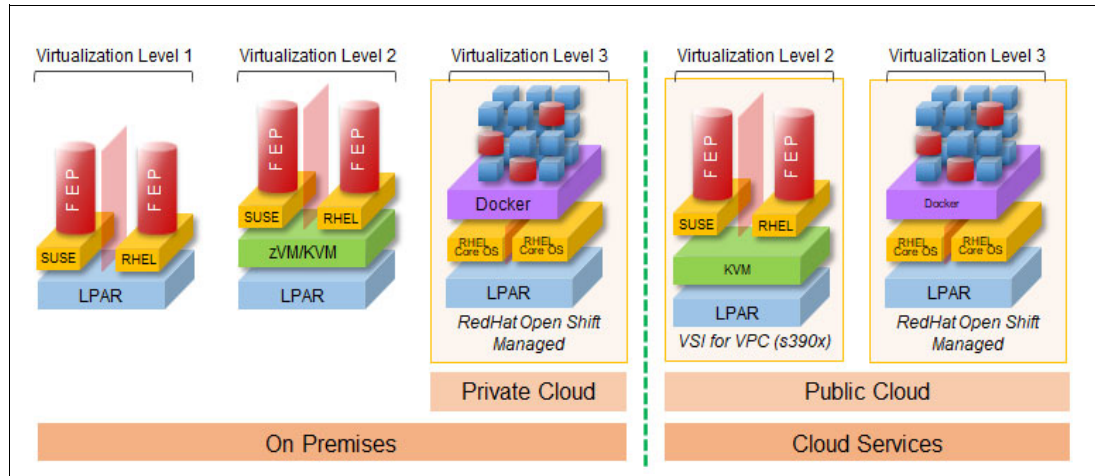 Virtualization Level 1
Virtualization Level 2
Virtualization Level 3
Virtualization Level 2
Virtualization Level 3
FEP
FEP
SUSE
RHEL
LPAR
FEP
FEP
SUSE
RHEL
zVM/KVM
LPAR
Docker
RHEL
Core OS
RHEL
Core OS
LPAR
RedHat Open Shift
Managed
FEP
FEP
SUSE
RHEL
KVM
LPAR
VSI for VPC (s390x)
Docker
RHEL
Core OS
RHEL
Core OS
LPAR
RedHat Open Shift
Managed
Private Cloud
Public Cloud
On Premises
Cloud Services